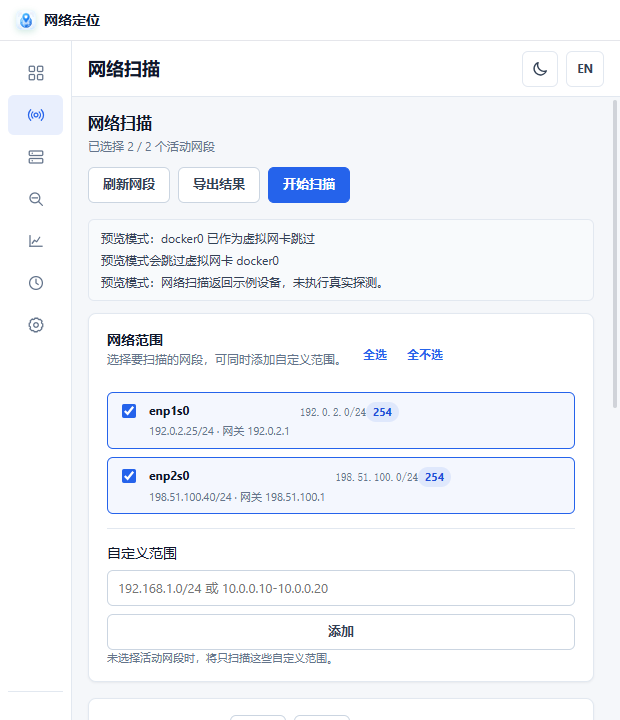 网络定位
网络扫描
EN
网络扫描
已选择 2 / 2 个活动网段
刷新网段
导出结果
开始扫描
预览模式：docker0 已作为虚拟网卡跳过
预览模式会跳过虚拟网卡 docker0
预览模式：网络扫描返回示例设备，未执行真实探测。
网络范围
选择要扫描的网段，可同时添加自定义范围。
全选
全不选
enp1s0
192.0.2.0/24
254
192.0.2.25/24 · 网关 192.0.2.1
enp2s0
198.51.100.0/24
254
198.51.100.40/24 · 网关 198.51.100.1
自定义范围
192.168.1.0/24 或 10.0.0.10-10.0.0.20
添加
未选择活动网段时，将只扫描这些自定义范围。